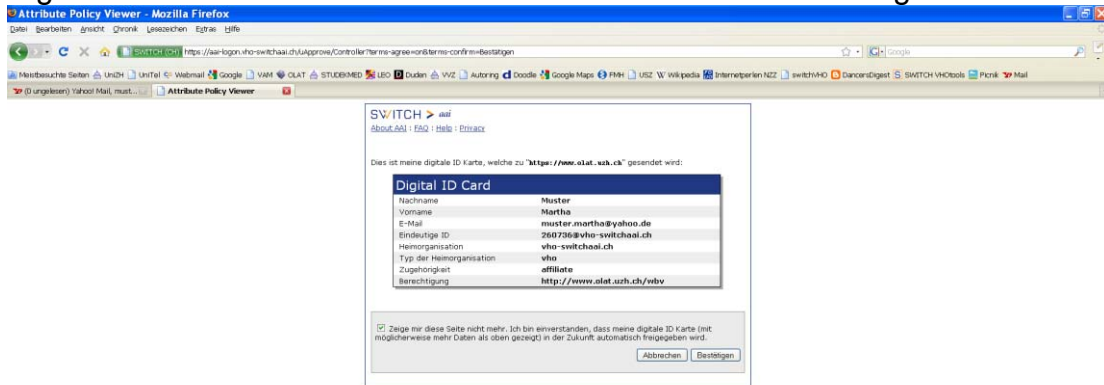 Attribute Policy Viewer - Mozilla Firefox
Datei Bearbeiten Ansicht Chronik Lesezeichen Extras Hilfe
SWITCH (CH) https://aai-logon.vho-switchaai.ch/uApprove/Controller?terms-agree=on&terms-confirm=Bestätigen Google
Meistbesuchte Seiten UniZH UniTel Webmail Google VAM OLAT STUDERMED LEO Duden VVZ Autoring Doodle Google Maps FMH USZ Wikipedia Internetperlen NZZ switchVHO DancersDigest SWITCH VHOtools Picnik Mail
(0 ungelesen) Yahoo! Mail, must... Attribute Policy Viewer
SWITCH > aai
About AAI : FAQ : Help : Privacy
Dies ist meine digitale ID Karte, welche zu "https://www.olat.uzh.ch" gesendet wird:
Digital ID Card
Nachname Muster
Vorname Martha
E-Mail muster.martha@yahoo.de
Eindeutige ID 260736@vho-switchaai.ch
Heimorganisation vho-switchaai.ch
Typ der Heimorganisation vho
Zugehörigkeit affiliate
Berechtigung http://www.olat.uzh.ch/wbv
Zeige mir diese Seite nicht mehr. Ich bin einverstanden, dass meine digitale ID Karte (mit
möglicherweise mehr Daten als oben gezeigt) in der Zukunft automatisch freigegeben wird.
Abbrechen Bestätigen